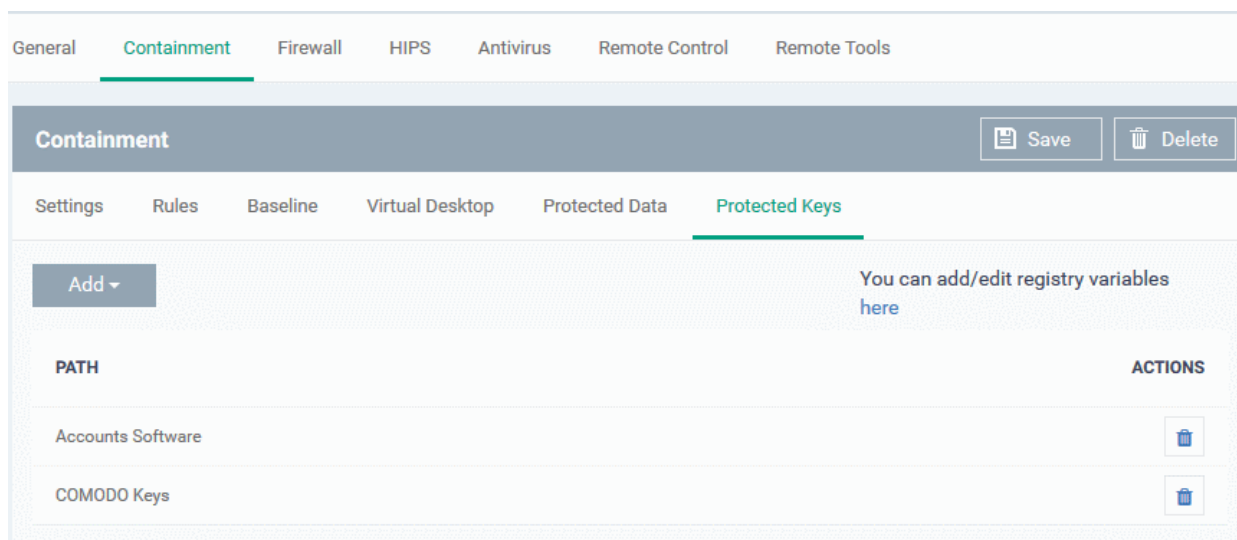 General Containment Firewall HIPS Antivirus Remote Control Remote Tools
Containment Save Delete
Settings Rules Baseline Virtual Desktop Protected Data Protected Keys
Add
You can add/edit registry variables
here
PATH ACTIONS
Accounts Software
COMODO Keys